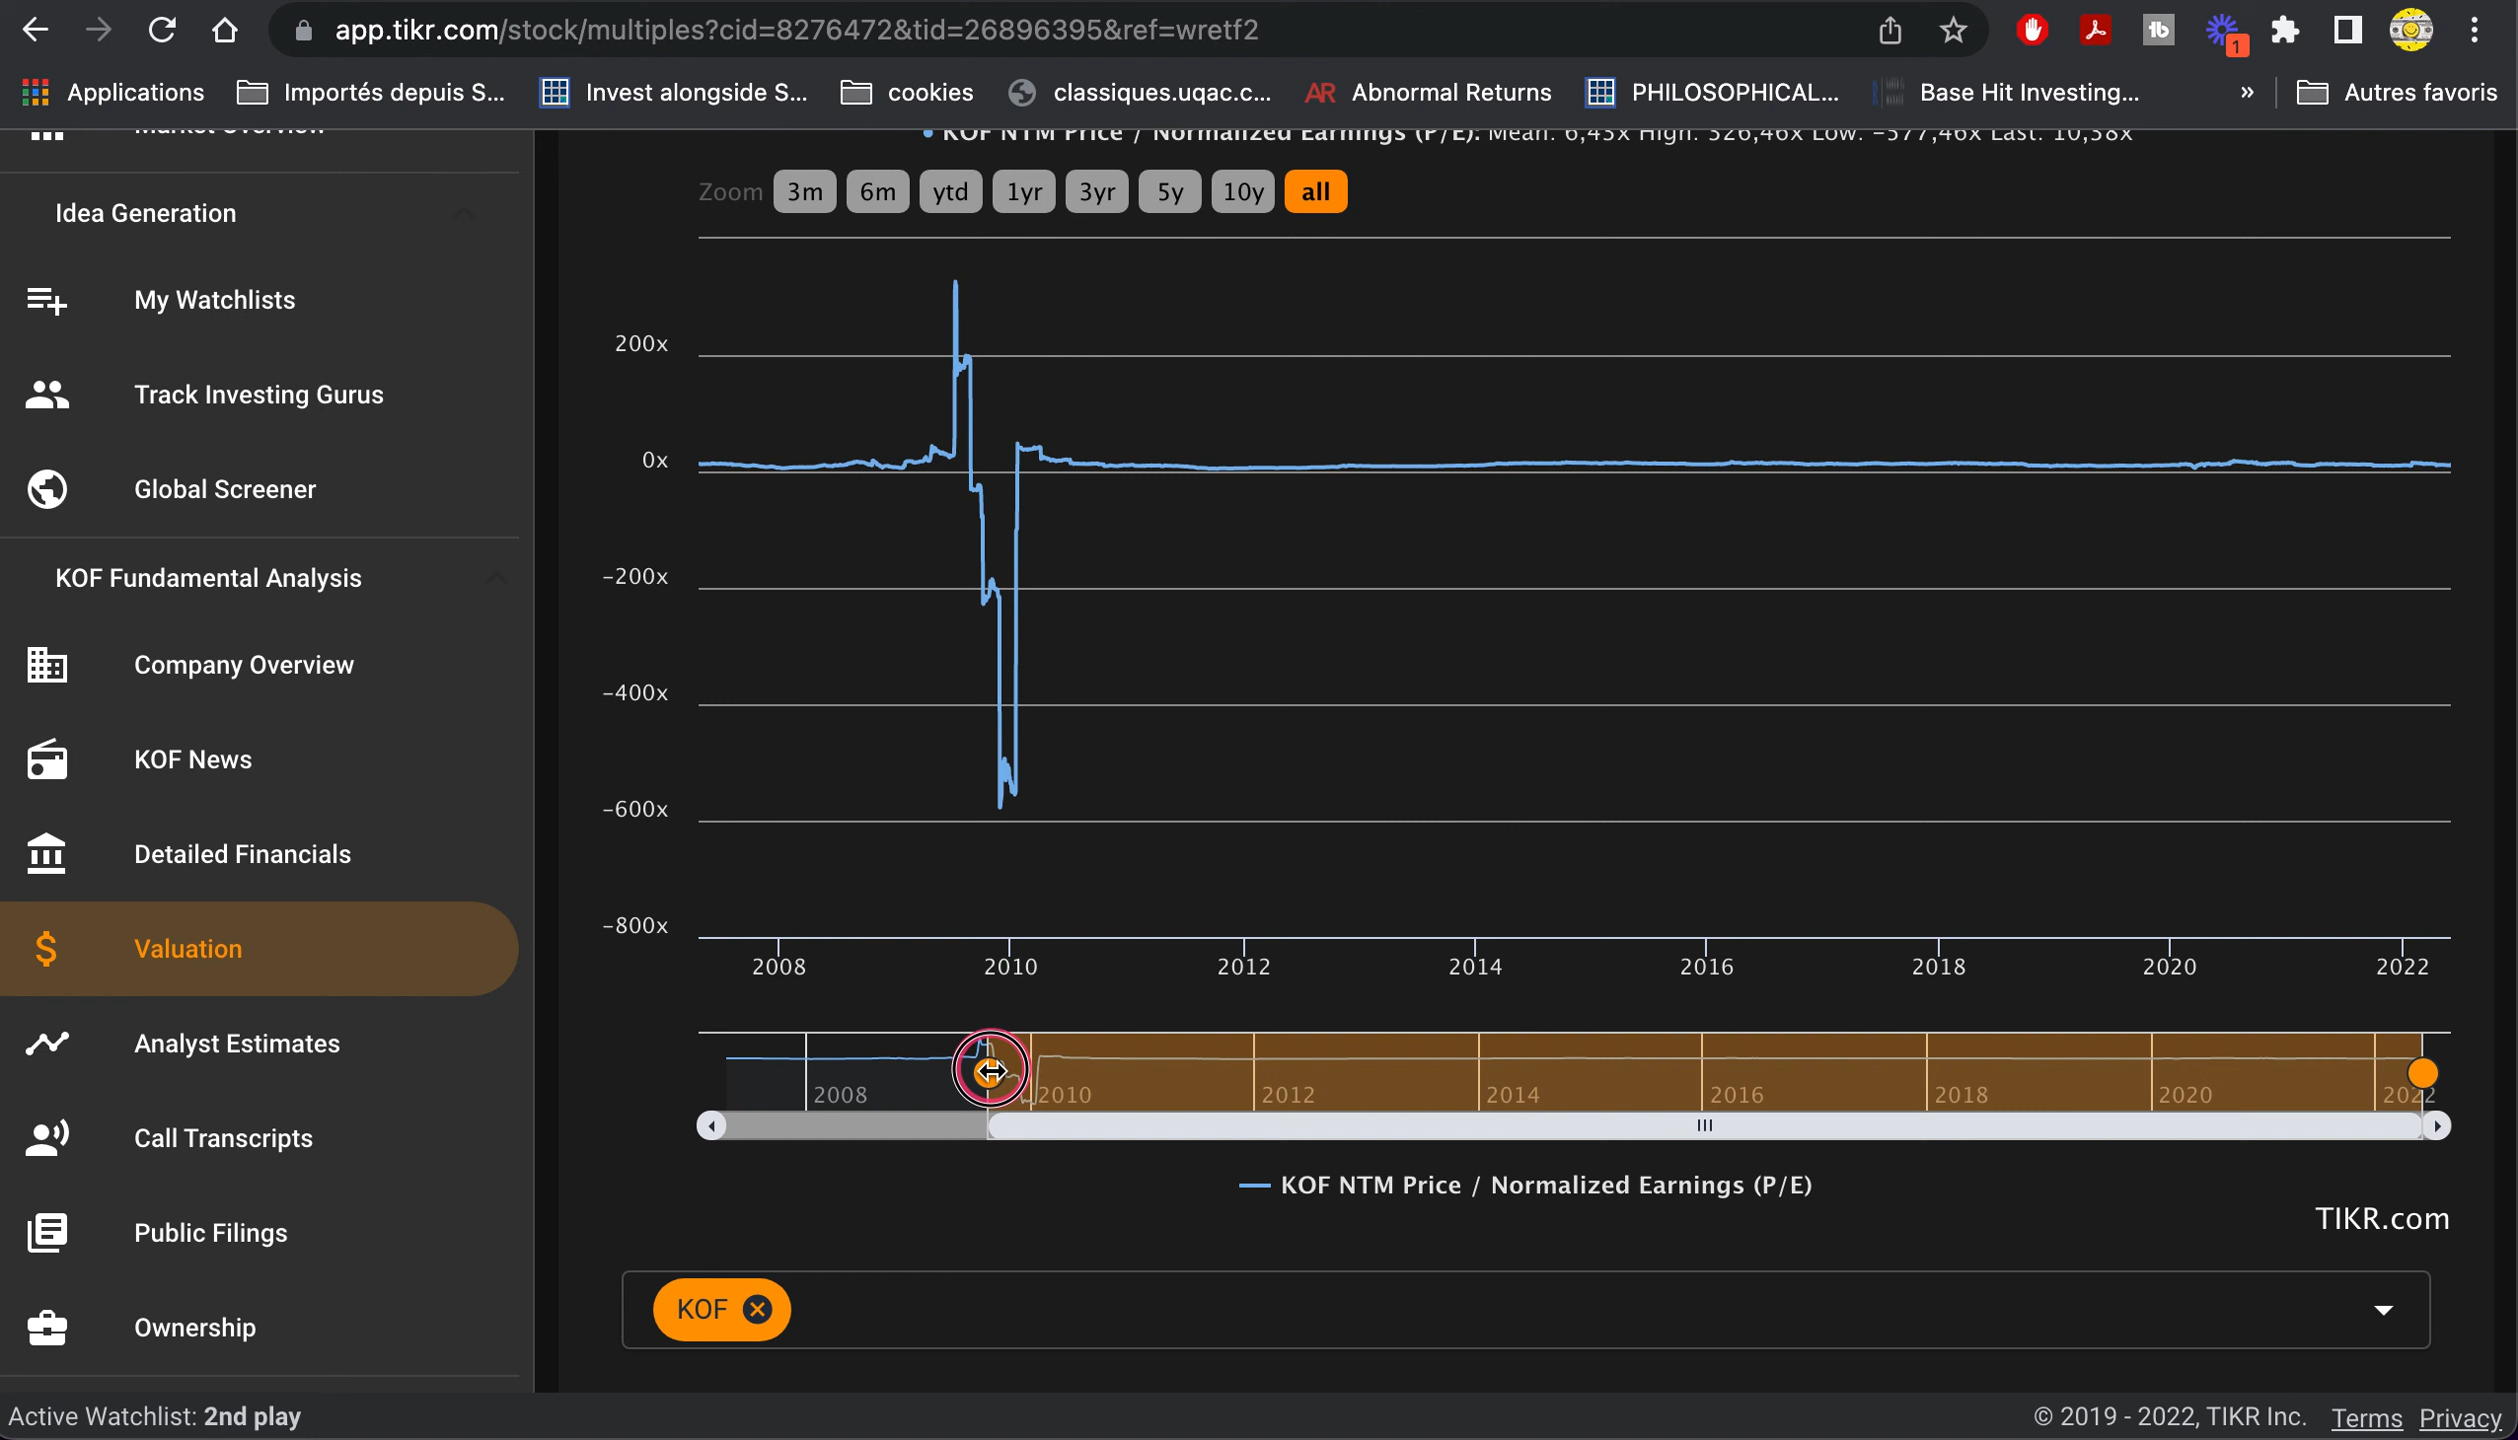 app.tikr.com/stock/multiples?cid=8276472&tid=26896395&ref=wretf2
1
Applications
Importés depuis S...
Invest alongside S...
cookies
classiques.uqac.c...
AR Abnormal Returns
PHILOSOPHICAL...
Base Hit Investing...
»
Autres favoris
Market Overview
Idea Generation
My Watchlists
Track Investing Gurus
Global Screener
KOF Fundamental Analysis
Company Overview
KOF News
Detailed Financials
Valuation
Analyst Estimates
Call Transcripts
Public Filings
Ownership
KOF NTM Price / Normalized Earnings (P/E): Mean: 6,43x High: 326,46x Low: -577,46x Last: 10,38x
Zoom 3m 6m ytd 1yr 3yr 5y 10y all
200x
0x
-200x
-400x
-600x
-800x
2008 2010 2012 2014 2016 2018 2020 2022
2008 2010 2012 2014 2016 2018 2020 2022
KOF NTM Price / Normalized Earnings (P/E)
TIKR.com
KOF
Active Watchlist: 2nd play
© 2019 - 2022, TIKR Inc. Terms Privacy